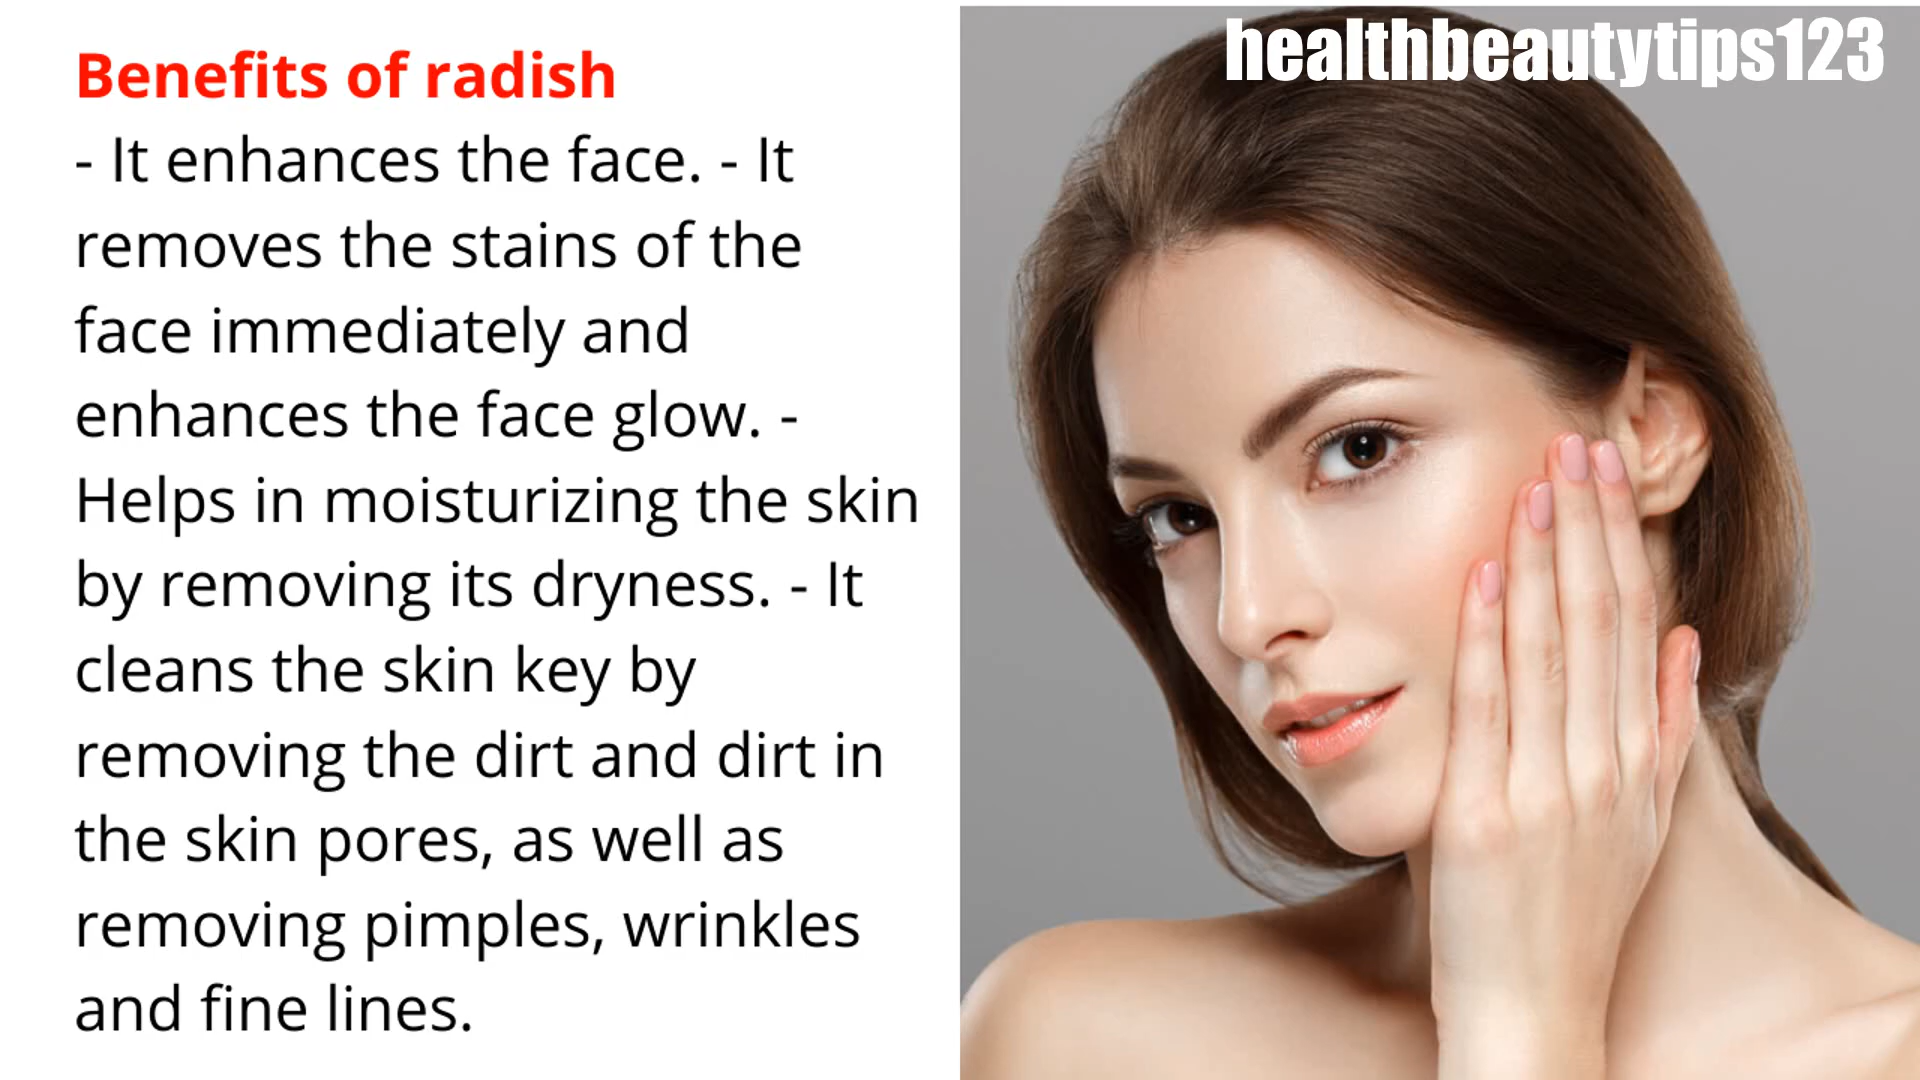 healthbeautytips123
Benefits of radish
- It enhances the face. - It
removes the stains of the
face immediately and
enhances the face glow. -
Helps in moisturizing the skin
by removing its dryness. - It
cleans the skin key by
removing the dirt and dirt in
the skin pores, as well as
removing pimples, wrinkles
and fine lines.